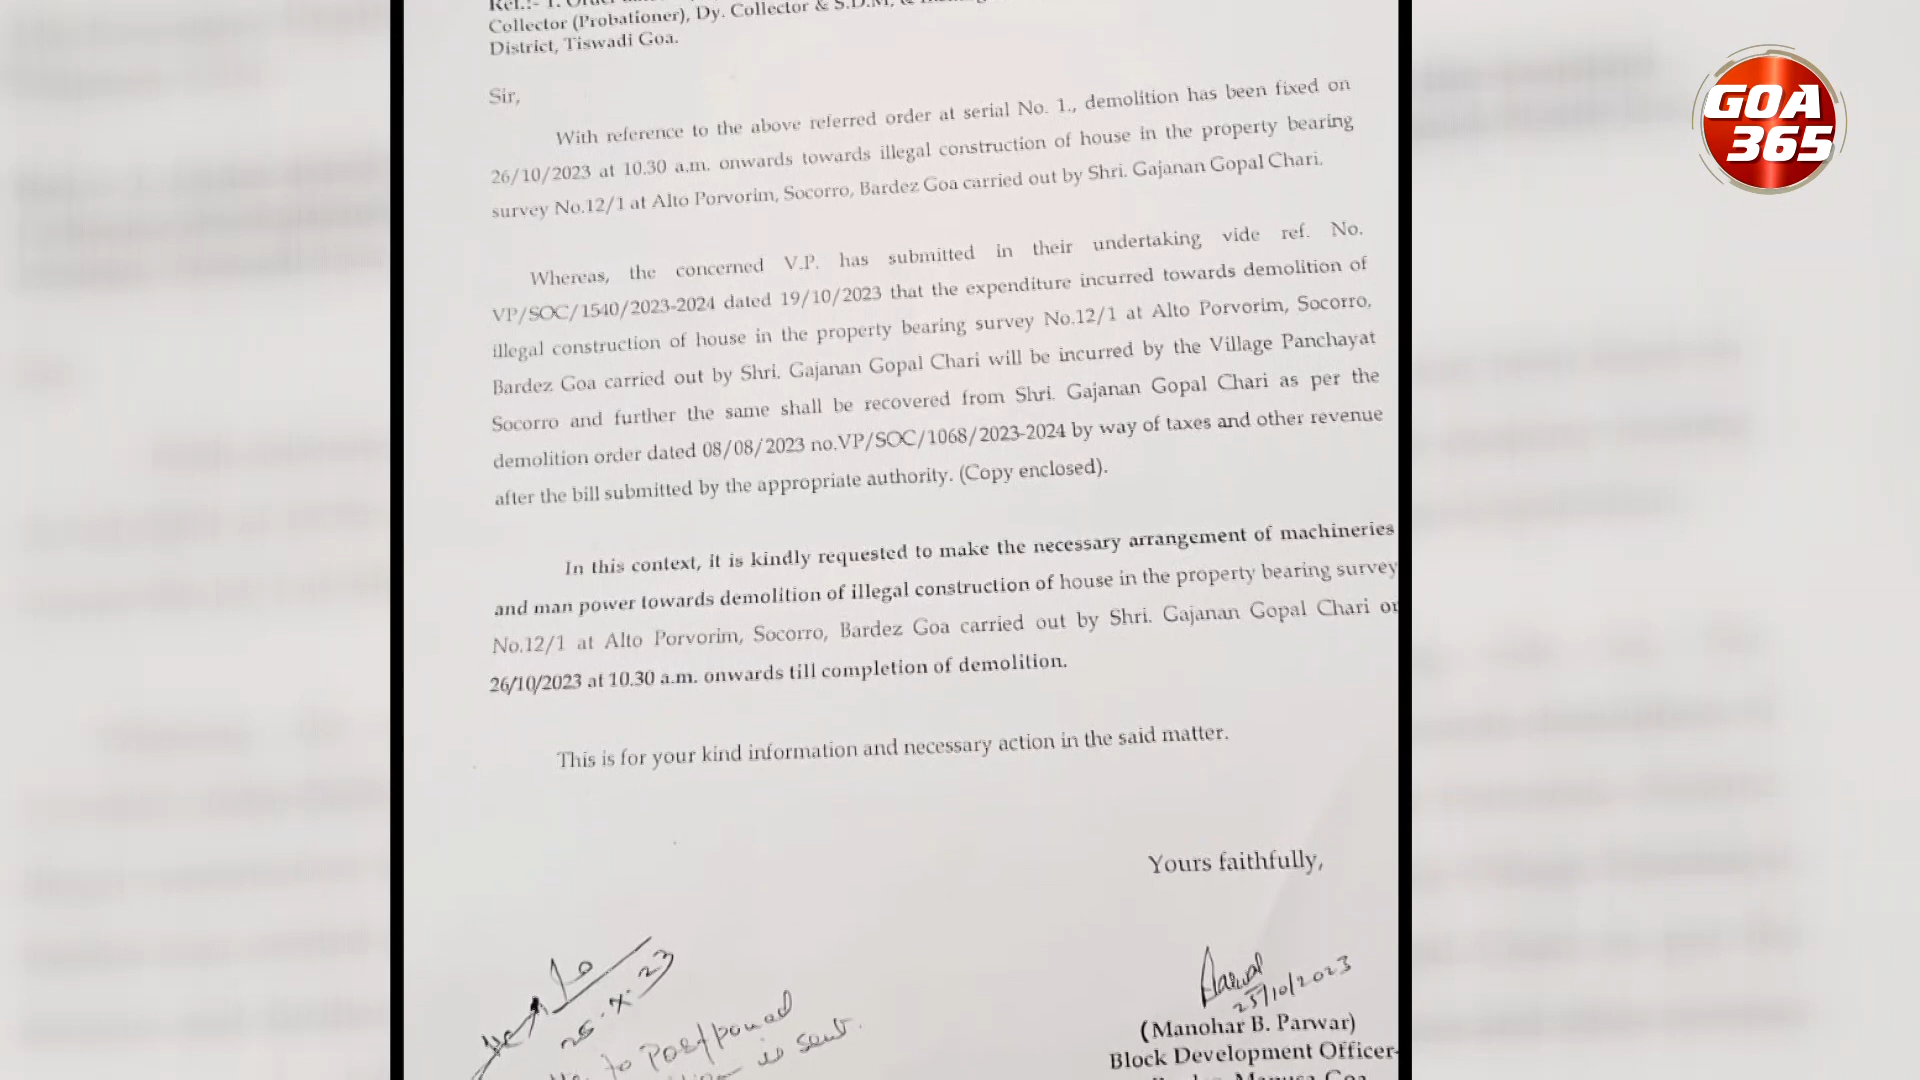 Collector (Probationer), Dy. Collector & S.D.M,
District, Tiswadi Goa.
Sir,
With reference to the above referred order at serial No. 1., demolition has been fixed on
26/10/2023 at 10.30 a.m. onwards towards illegal construction of house in the property bearing
survey No.12/1 at Alto Porvorim, Socorro, Bardez Goa carried out by Shri. Gajanan Gopal Chari.
Whereas, the concerned V.P. has submitted in their undertaking vide ref. No.
VP/SOC/1540/2023-2024 dated 19/10/2023 that the expenditure incurred towards demolition of
illegal construction of house in the property bearing survey No.12/1 at Alto Porvorim, Socorro,
Bardez Goa carried out by Shri. Gajanan Gopal Chari will be incurred by the Village Panchayat
Socorro and further the same shall be recovered from Shri. Gajanan Gopal Chari as per the
demolition order dated 08/08/2023 no.VP/SOC/1068/2023-2024 by way of taxes and other revenue
after the bill submitted by the appropriate authority. (Copy enclosed).
In this context, it is kindly requested to make the necessary arrangement of machineries
and man power towards demolition of illegal construction of house in the property bearing survey
No.12/1 at Alto Porvorim, Socorro, Bardez Goa carried out by Shri. Gajanan Gopal Chari
26/10/2023 at 10.30 a.m. onwards till completion of demolition.
This is for your kind information and necessary action in the said matter.
Yours faithfully,
25/10/2023
(Manohar B. Parwar)
Block Development Officer-
to Postponed
is sent.
GOA
365